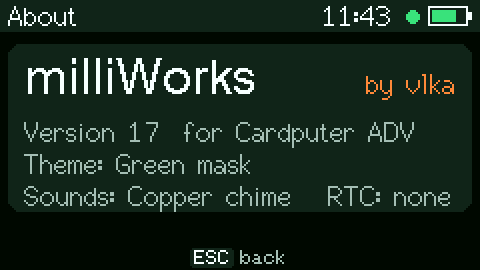 About 11:43
milliWorks by vlka
Version 17 for Cardputer ADV
Theme: Green mask
Sounds: Copper chime RTC: none
ESC back